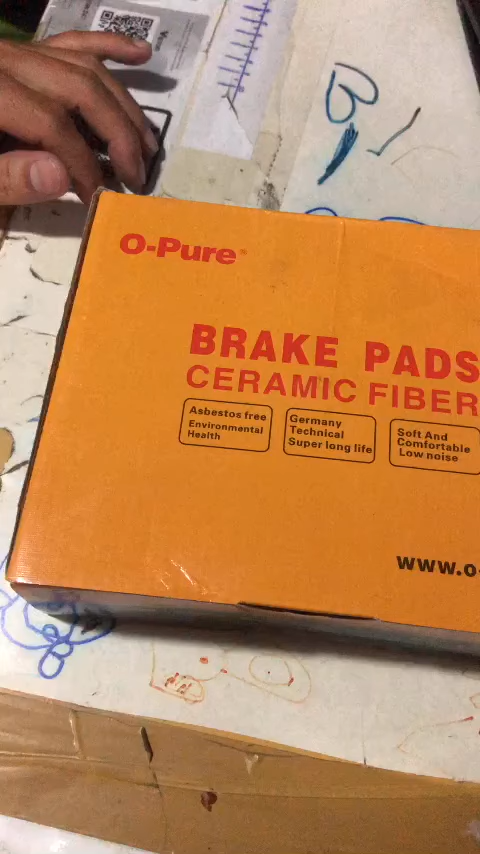 O-Pure
BRAKE PADS
CERAMIC FIBER
Asbestos free
Environmental
Health
Germany
Technical
Super long life
Soft And
Comfortable
Low noise
www.o-